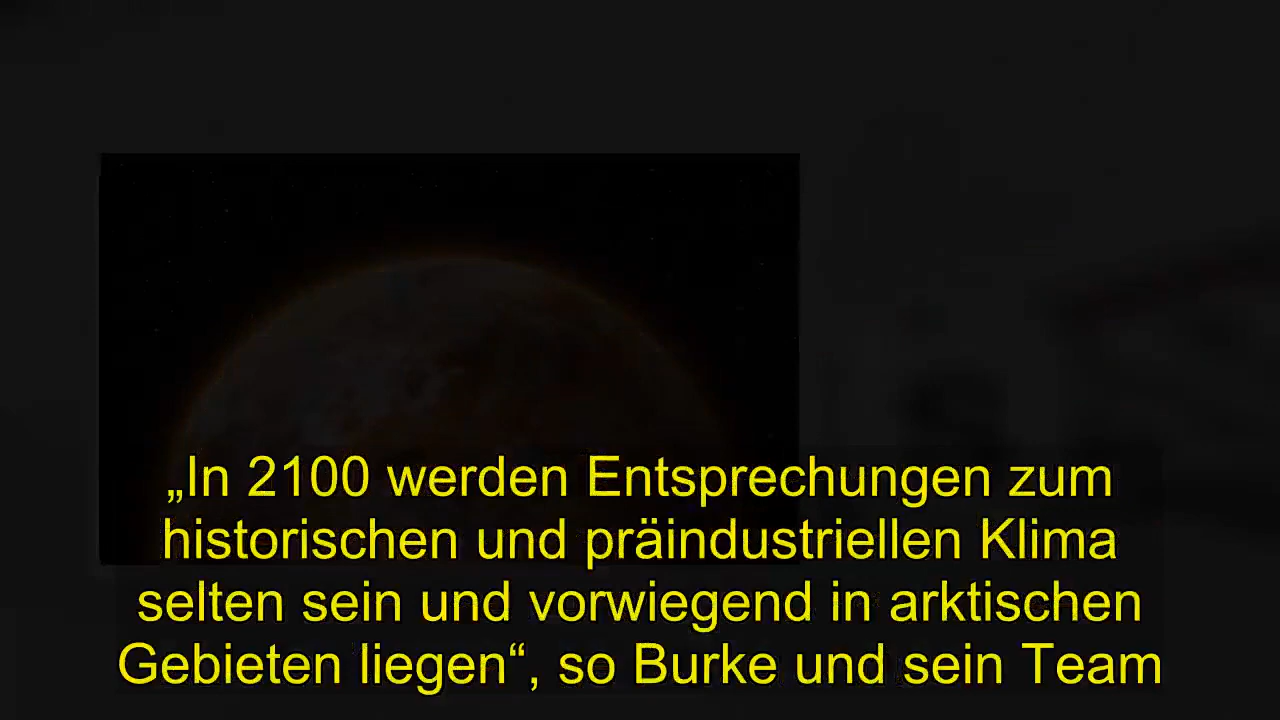 „In 2100 werden Entsprechungen zum
historischen und präindustriellen Klima
selten sein und vorwiegend in arktischen
Gebieten liegen“, so Burke und sein Team